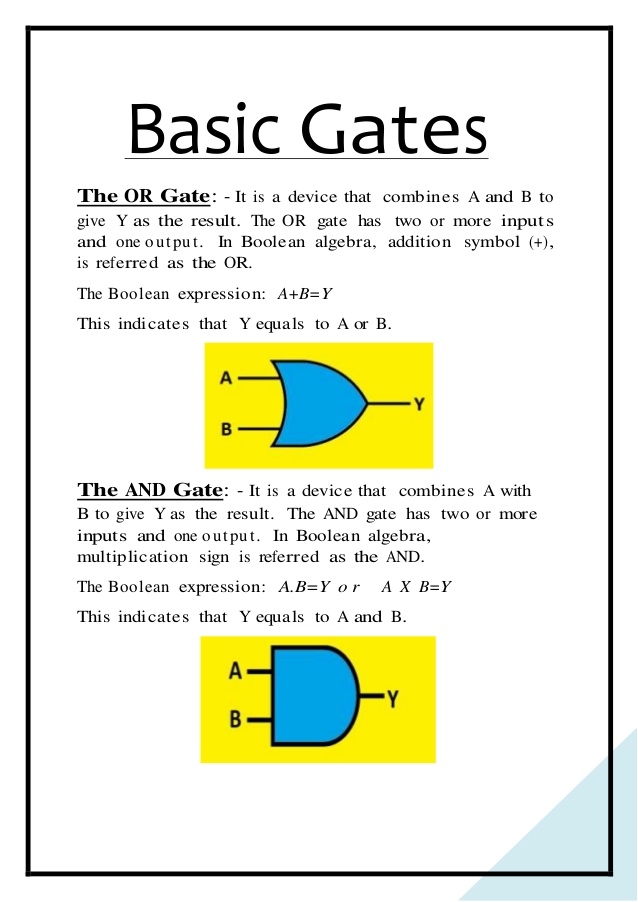 Basic Gates
The OR Gate: - It is a device that combines A and B to
give Y as the result. The OR gate has two or more inputs
and one output. In Boolean algebra, addition symbol (+),
is referred as the OR.
The Boolean expression: A+B=Y
This indicates that Y equals to A or B.
A
B
Y
The AND Gate: - It is a device that combines A with
B to give Y as the result. The AND gate has two or more
inputs and one output. In Boolean algebra,
multiplication sign is referred as the AND.
The Boolean expression: A.B=Y or A X B=Y
This indicates that Y equals to A and B.
A
B
Y